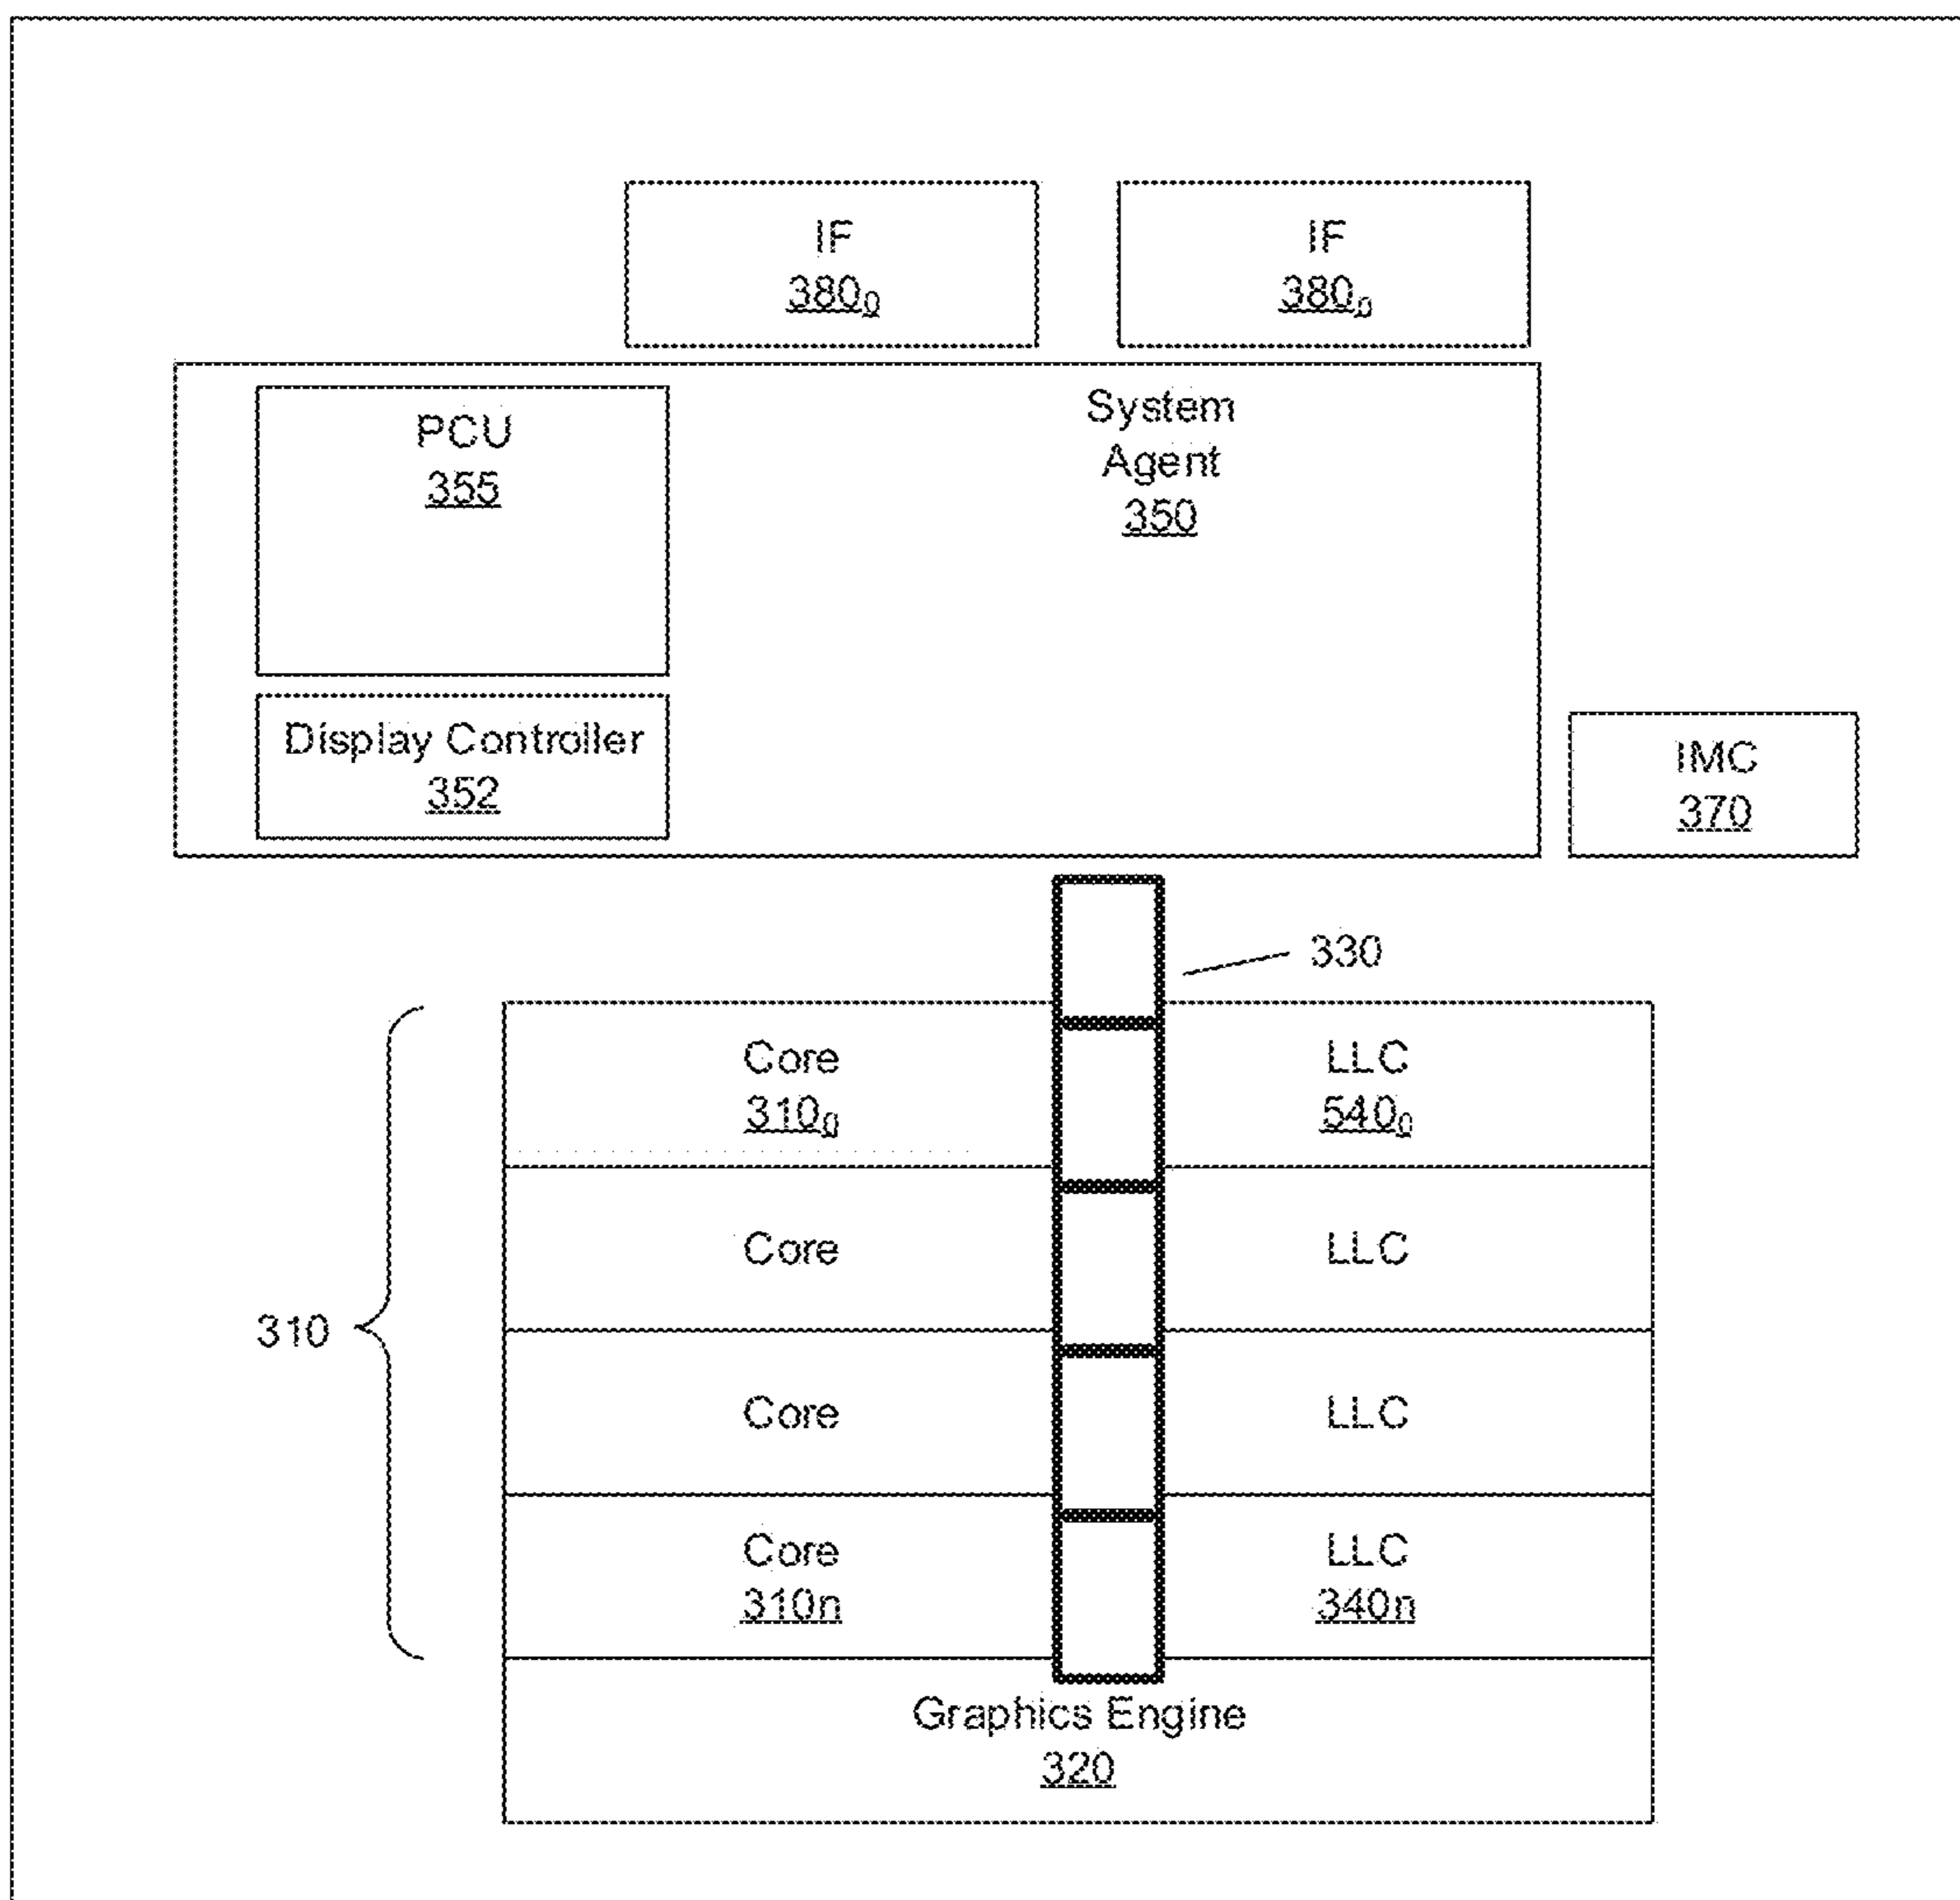 IF
380₀
IF
380ₚ
PCU
355
System
Agent
350
Display Controller
352
IMC
370
330
Core
310₀
LLC
540₀
Core
LLC
310
Core
LLC
Core
310n
LLC
340n
Graphics Engine
320